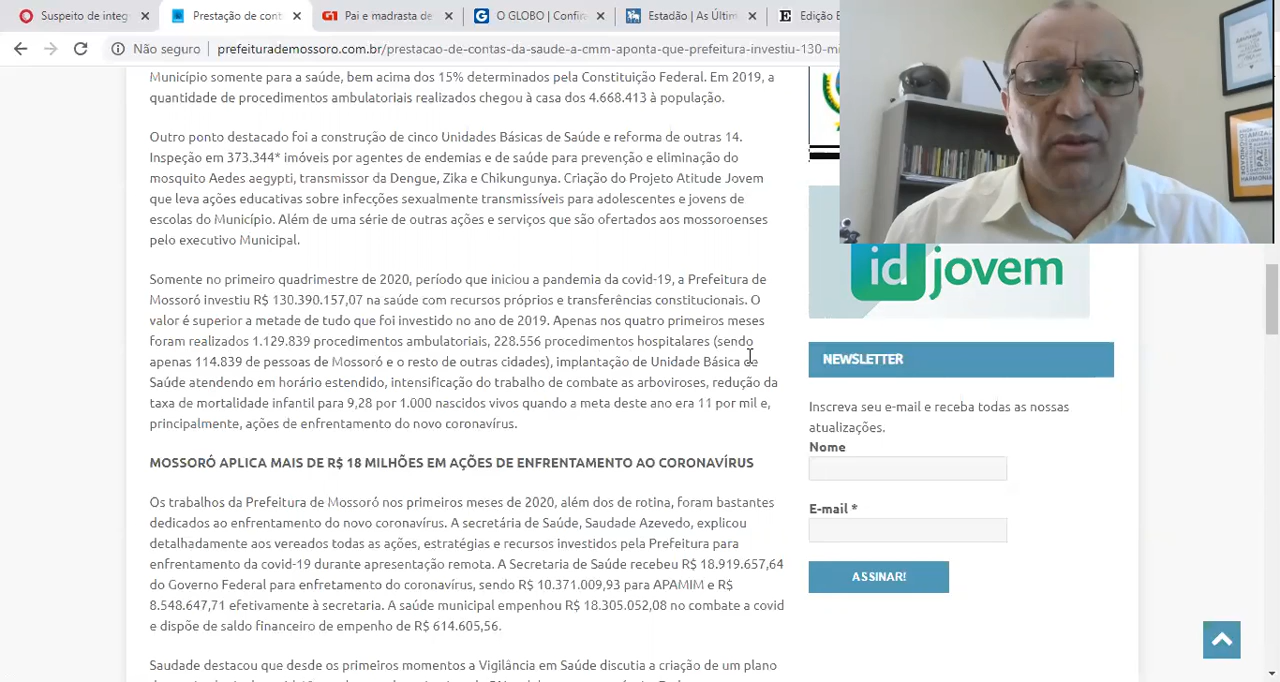 Suspeito de integ
Prestação de cont
Pai e madrasta de
O GLOBO | Confir
Estadão | As Últim
Edição E
Não seguro
prefeiturademossoro.com.br/prestacao-de-contas-da-saude-a-cmm-aponta-que-prefeitura-investiu-130-mi
Município somente para a saúde, bem acima dos 15% determinados pela Constituição Federal. Em 2019, a
quantidade de procedimentos ambulatoriais realizados chegou à casa dos 4.668.413 à população.
Outro ponto destacado foi a construção de cinco Unidades Básicas de Saúde e reforma de outras 14.
Inspeção em 373.344* imóveis por agentes de endemias e de saúde para prevenção e eliminação do
mosquito Aedes aegypti, transmissor da Dengue, Zika e Chikungunya. Criação do Projeto Atitude Jovem
que leva ações educativas sobre infecções sexualmente transmissíveis para adolescentes e jovens de
escolas do Município. Além de uma série de outras ações e serviços que são ofertados aos mossoroenses
pelo executivo Municipal.
Somente no primeiro quadrimestre de 2020, período que iniciou a pandemia da covid-19, a Prefeitura de
Mossoró investiu R$ 130.390.157,07 na saúde com recursos próprios e transferências constitucionais. O
valor é superior a metade de tudo que foi investido no ano de 2019. Apenas nos quatro primeiros meses
foram realizados 1.129.839 procedimentos ambulatoriais, 228.556 procedimentos hospitalares (sendo
apenas 114.839 de pessoas de Mossoró e o resto de outras cidades), implantação de Unidade Básica de
Saúde atendendo em horário estendido, intensificação do trabalho de combate as arboviroses, redução da
taxa de mortalidade infantil para 9,28 por 1.000 nascidos vivos quando a meta deste ano era 11 por mil e,
principalmente, ações de enfrentamento do novo coronavírus.
MOSSORÓ APLICA MAIS DE R$ 18 MILHÕES EM AÇÕES DE ENFRENTAMENTO AO CORONAVÍRUS
Os trabalhos da Prefeitura de Mossoró nos primeiros meses de 2020, além dos de rotina, foram bastantes
dedicados ao enfrentamento do novo coronavírus. A secretária de Saúde, Saudade Azevedo, explicou
detalhadamente aos vereados todas as ações, estratégias e recursos investidos pela Prefeitura para
enfrentamento da covid-19 durante apresentação remota. A Secretaria de Saúde recebeu R$ 18.919.657,64
do Governo Federal para enfretamento do coronavírus, sendo R$ 10.371.009,93 para APAMIM e R$
8.548.647,71 efetivamente à secretaria. A saúde municipal empenhou R$ 18.305.052,08 no combate a covid
e dispõe de saldo financeiro de empenho de R$ 614.605,56.
Saudade destacou que desde os primeiros momentos a Vigilância em Saúde discutia a criação de um plano
id jovem
NEWSLETTER
Inscreva seu e-mail e receba todas as nossas
atualizações.
Nome
E-mail *
ASSINAR!